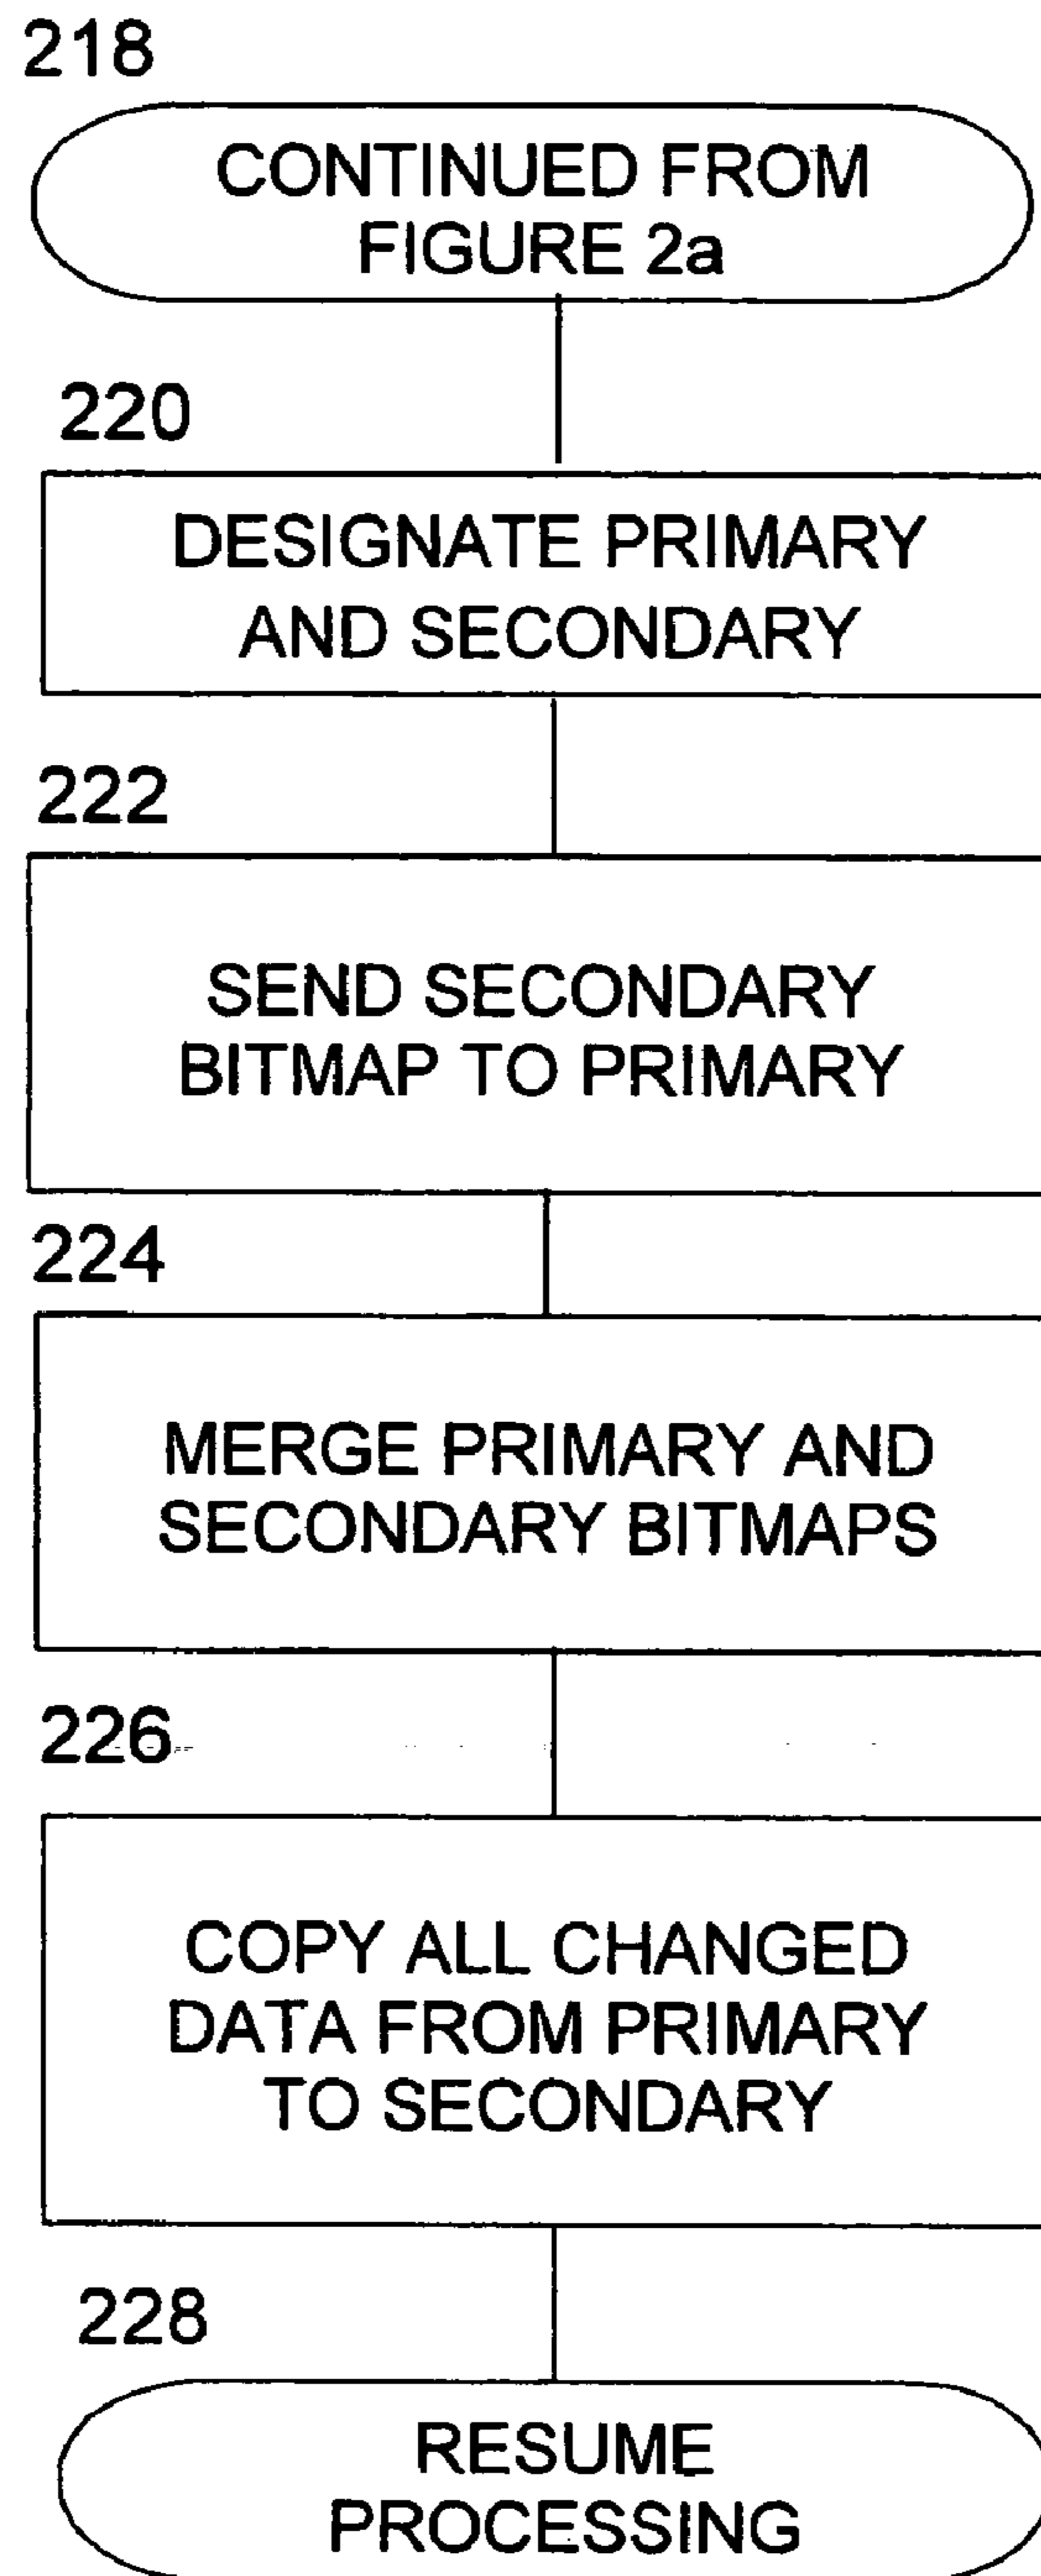 218
CONTINUED FROM
FIGURE 2a
220
DESIGNATE PRIMARY
AND SECONDARY
222
SEND SECONDARY
BITMAP TO PRIMARY
224
MERGE PRIMARY AND
SECONDARY BITMAPS
226
COPY ALL CHANGED
DATA FROM PRIMARY
TO SECONDARY
228
RESUME
PROCESSING